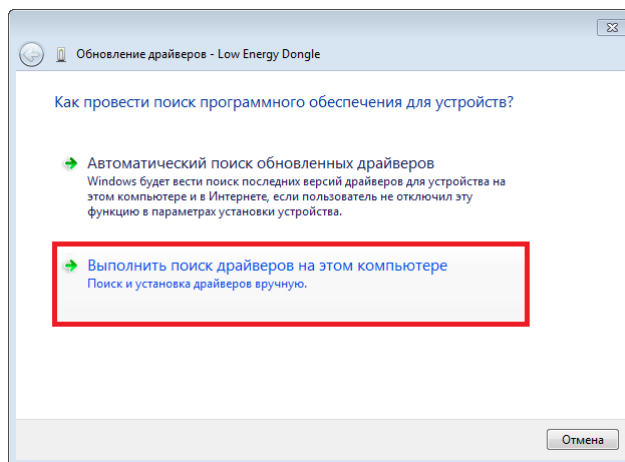 Обновление драйверов - Low Energy Dongle
Как провести поиск программного обеспечения для устройств?
Автоматический поиск обновленных драйверов
Windows будет вести поиск последних версий драйверов для устройства на
этом компьютере и в Интернете, если пользователь не отключил эту
функцию в параметрах установки устройства.
Выполнить поиск драйверов на этом компьютере
Поиск и установка драйверов вручную.
Отмена